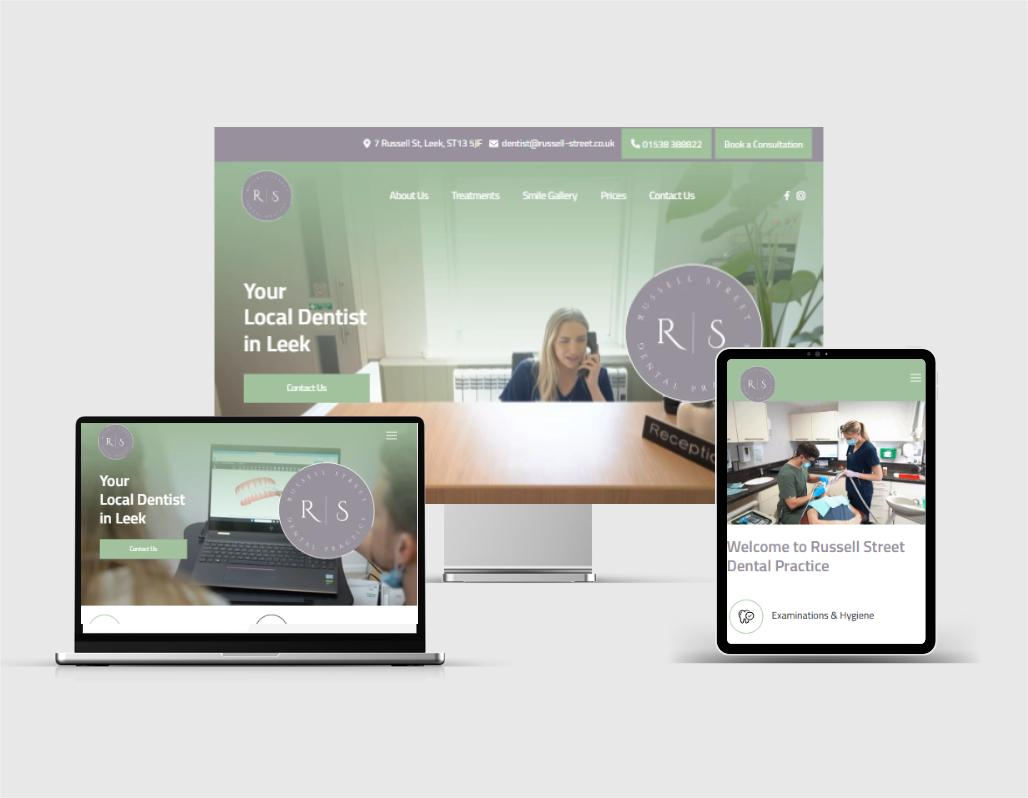 7 Russell St, Leek, ST13 5JF dentist@russell-street.co.uk 01538 388822 Book a Consultation
R | S
About Us Treatments Smile Gallery Prices Contact Us
Your
Local Dentist
in Leek
Contact Us
RUSSELL STREET
R | S
DENTAL PR
Receptio
R | S
Your
Local Dentist
in Leek
Contact Us
RUSSELL STREET
R | S
DENTAL PRACTICE
R | S
Welcome to Russell Street
Dental Practice
Examinations & Hygiene